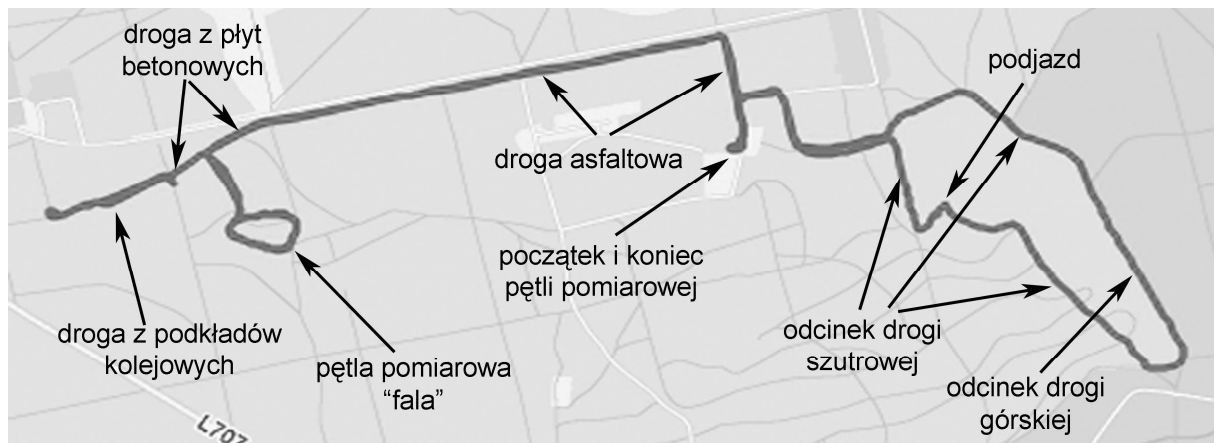 droga z płyt
betonowych
podjazd
droga asfaltowa
początek i koniec
pętli pomiarowej
droga z podkładów
kolejowych
pętla pomiarowa
“fala”
odcinek drogi
szutrowej
odcinek drogi
górskiej
L707